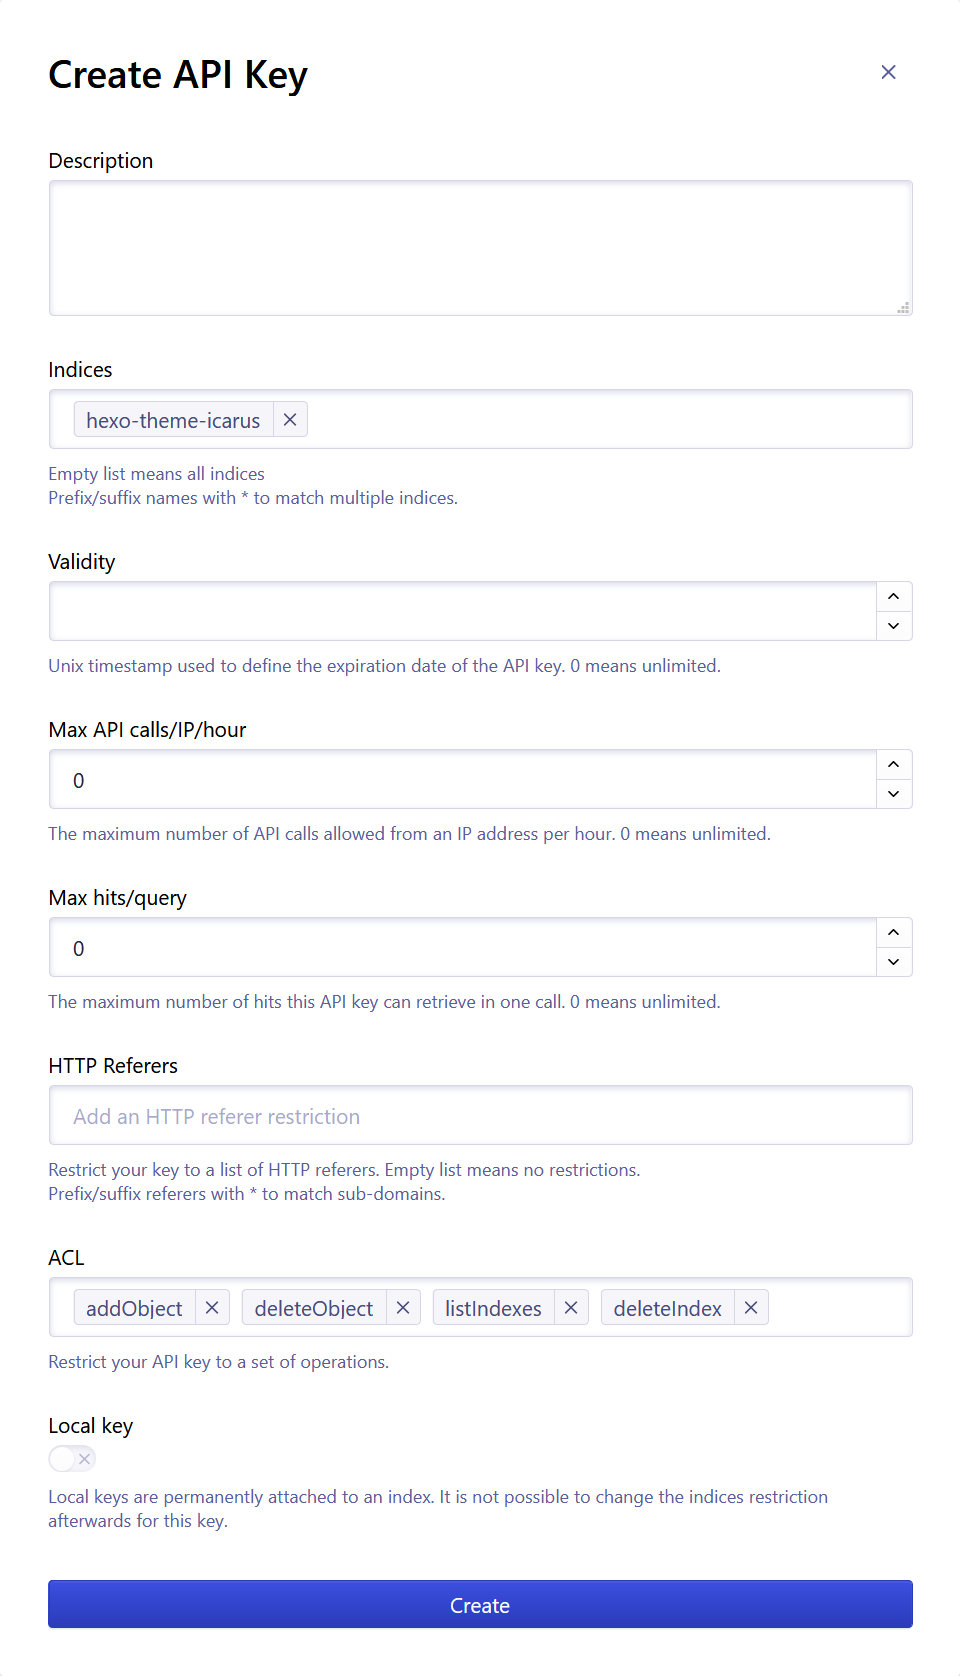 Create API Key
Description
Indices
hexo-theme-icarus
Empty list means all indices
Prefix/suffix names with * to match multiple indices.
Validity
Unix timestamp used to define the expiration date of the API key. 0 means unlimited.
Max API calls/IP/hour
0
The maximum number of API calls allowed from an IP address per hour. 0 means unlimited.
Max hits/query
0
The maximum number of hits this API key can retrieve in one call. 0 means unlimited.
HTTP Referers
Add an HTTP referer restriction
Restrict your key to a list of HTTP referers. Empty list means no restrictions.
Prefix/suffix referers with * to match sub-domains.
ACL
addObject deleteObject listIndexes deleteIndex
Restrict your API key to a set of operations.
Local key
Local keys are permanently attached to an index. It is not possible to change the indices restriction
afterwards for this key.
Create